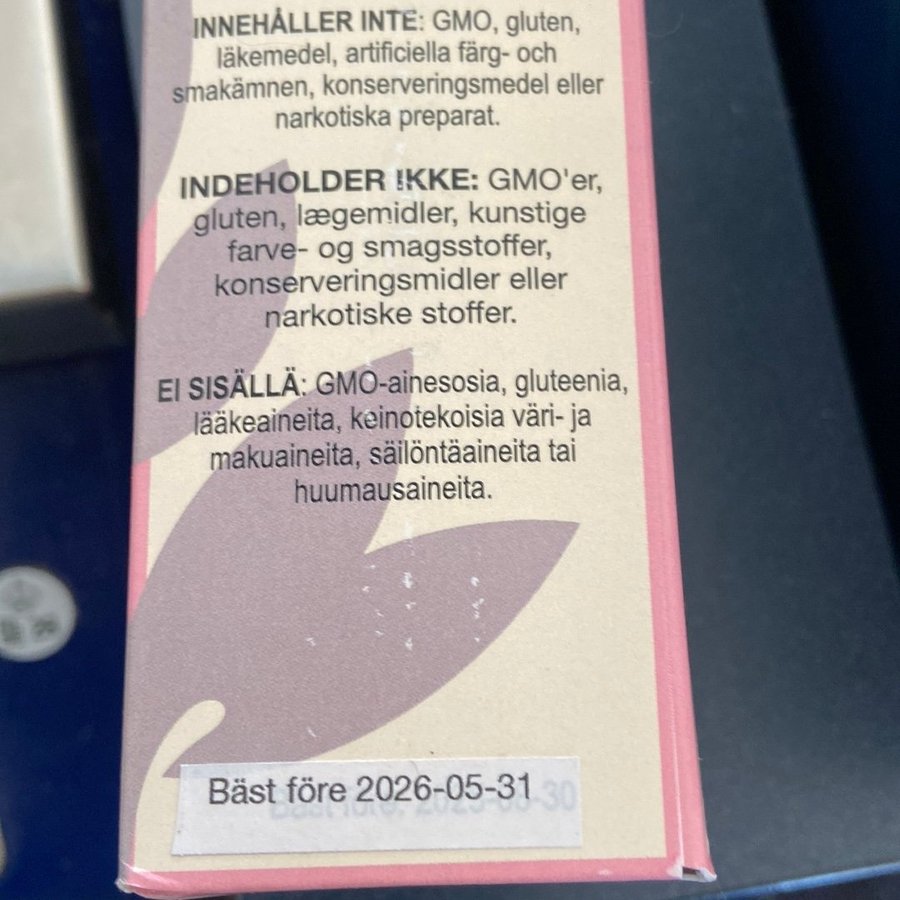 INNEHÅLLER INTE: GMO, gluten,
läkemedel, artificiella färg- och
smakämnen, konserveringsmedel eller
narkotiska preparat.
INDEHOLDER IKKE: GMO'er,
gluten, lægemidler, kunstige
farve- og smagsstoffer,
konserveringsmidler eller
narkotiske stoffer.
EI SISÄLLÄ: GMO-ainesosia, gluteenia,
lääkeaineita, keinotekoisia väri- ja
makuaineita, säilöntäaineita tai
huumausaineita.
Bäst före 2026-05-31